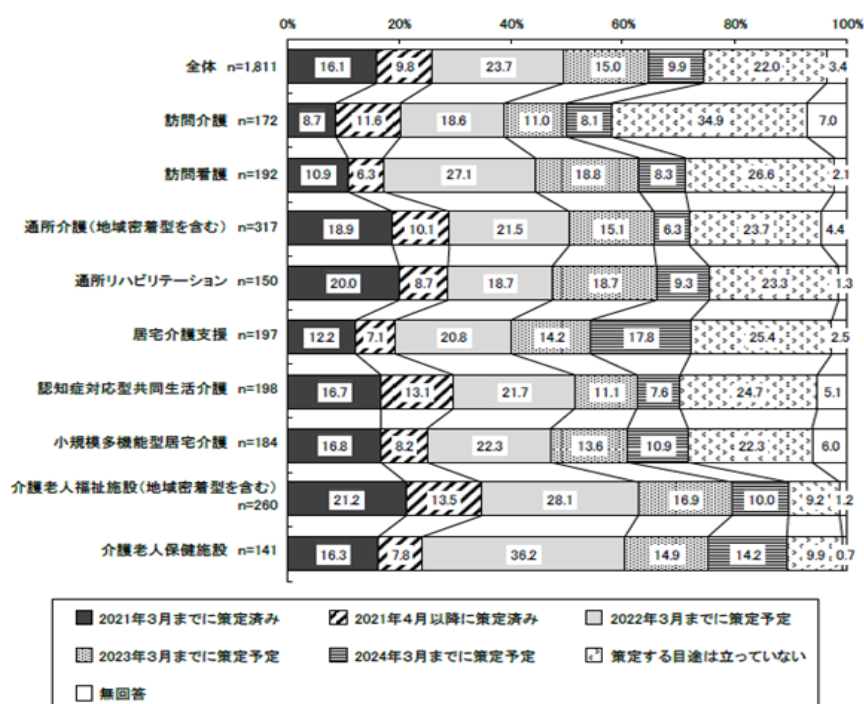 0% 20% 40% 60% 80% 100%
全体 n=1,811 16.1 9.8 23.7 15.0 9.9 22.0 3.4
訪問介護 n=172 8.7 11.6 18.6 11.0 8.1 34.9 7.0
訪問看護 n=192 10.9 6.3 27.1 18.8 8.3 26.6 2.1
通所介護(地域密着型を含む) n=317 18.9 10.1 21.5 15.1 6.3 23.7 4.4
通所リハビリテーション n=150 20.0 8.7 18.7 18.7 9.3 23.3 1.3
居宅介護支援 n=197 12.2 7.1 20.8 14.2 17.8 25.4 2.5
認知症対応型共同生活介護 n=198 16.7 13.1 21.7 11.1 7.6 24.7 5.1
小規模多機能型居宅介護 n=184 16.8 8.2 22.3 13.6 10.9 22.3 6.0
介護老人福祉施設(地域密着型を含む)
n=260 21.2 13.5 28.1 16.9 10.0 9.2 1.2
介護老人保健施設 n=141 16.3 7.8 36.2 14.9 14.2 9.9 0.7
2021年3月までに策定済み 2021年4月以降に策定済み 2022年3月までに策定予定
2023年3月までに策定予定 2024年3月までに策定予定 策定する目途は立っていない
無回答